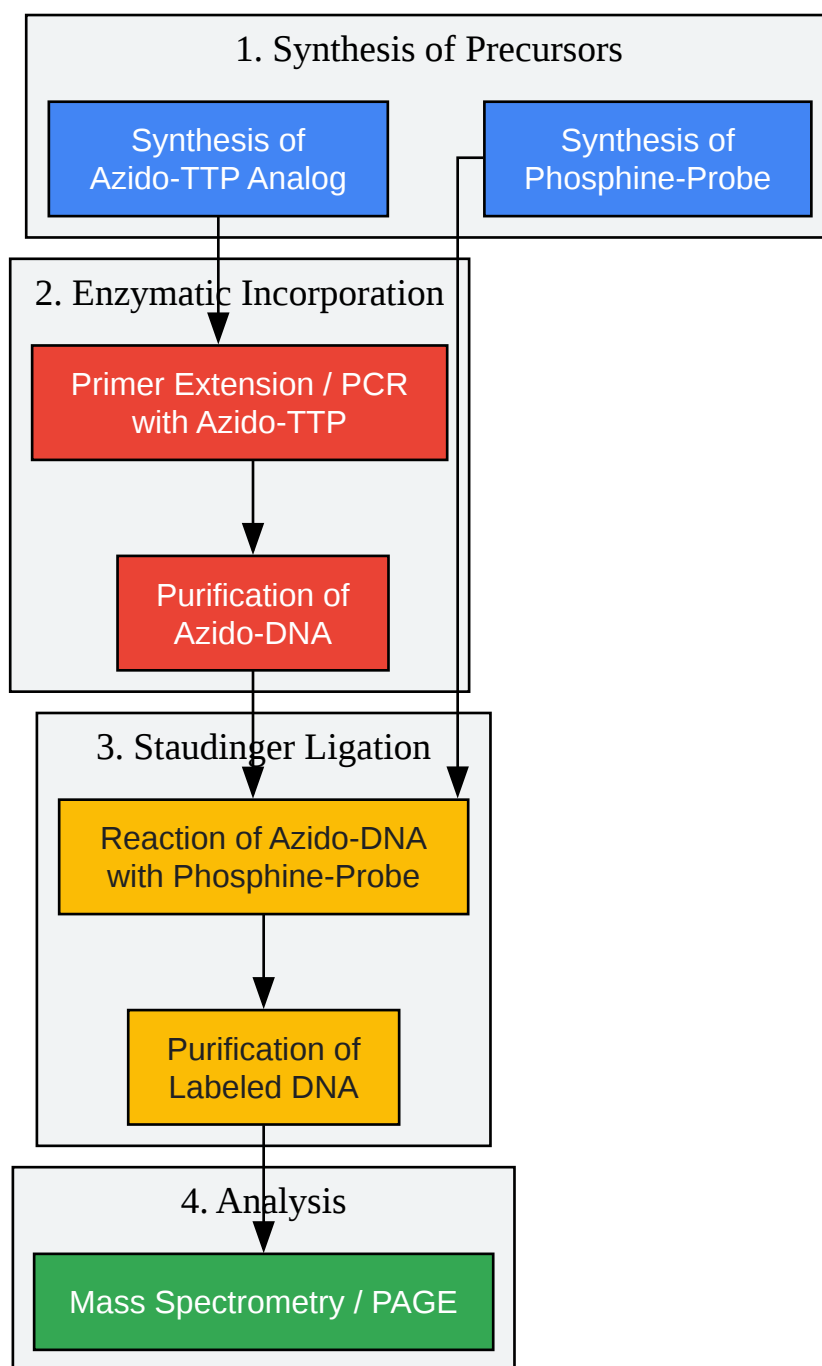 1. Synthesis of Precursors
Synthesis of
Azido-TTP Analog
Synthesis of
Phosphine-Probe
2. Enzymatic Incorporation
Primer Extension / PCR
with Azido-TTP
Purification of
Azido-DNA
3. Staudinger Ligation
Reaction of Azido-DNA
with Phosphine-Probe
Purification of
Labeled DNA
4. Analysis
Mass Spectrometry / PAGE